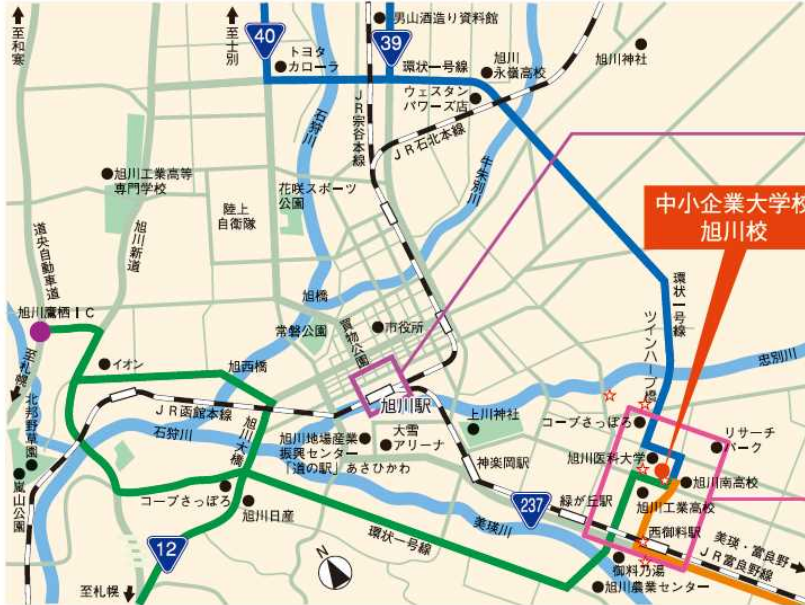 至和寒
至士別
40
39
男山酒造り資料館
トヨタ
カローラ
環状一号線
旭川
永嶺高校
旭川神社
ウェスタン
パワーズ店
石狩川
JR宗谷本線
JR石北本線
牛朱別川
旭川工業高等
専門学校
花咲スポーツ
公園
陸上
自衛隊
道央自動車道
旭川新道
中小企業大学校
旭川校
環状一号線
ツインハープ橋
旭川鷹栖IC
旭橋
常磐公園
買物公園
市役所
忠別川
至札幌
イオン
旭西橋
北邦野草園
JR函館本線
旭川駅
上川神社
コープさっぽろ
リサーチ
パーク
石狩川
旭川大橋
旭川地場産業
振興センター
「道の駅」あさひかわ
大雪
アリーナ
神楽岡駅
旭川医科大学
旭川南高校
嵐山公園
コープさっぽろ
旭川日産
237
緑が丘駅
旭川工業高校
美瑛川
西御料駅
12
環状一号線
N
美瑛・富良野
JR富良野線
御料乃湯
旭川農業センター
至札幌